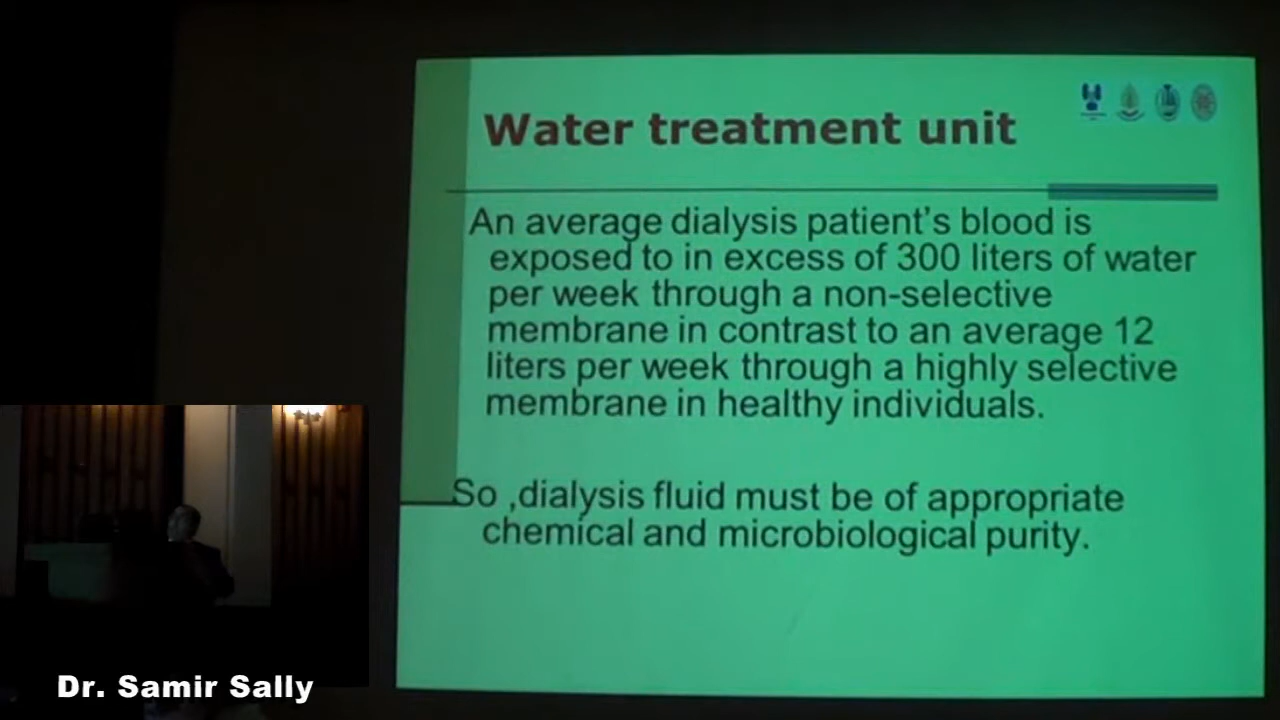 Water treatment unit
An average dialysis patient's blood is
exposed to in excess of 300 liters of water
per week through a non-selective
membrane in contrast to an average 12
liters per week through a highly selective
membrane in healthy individuals.
So ,dialysis fluid must be of appropriate
chemical and microbiological purity.
Dr. Samir Sally